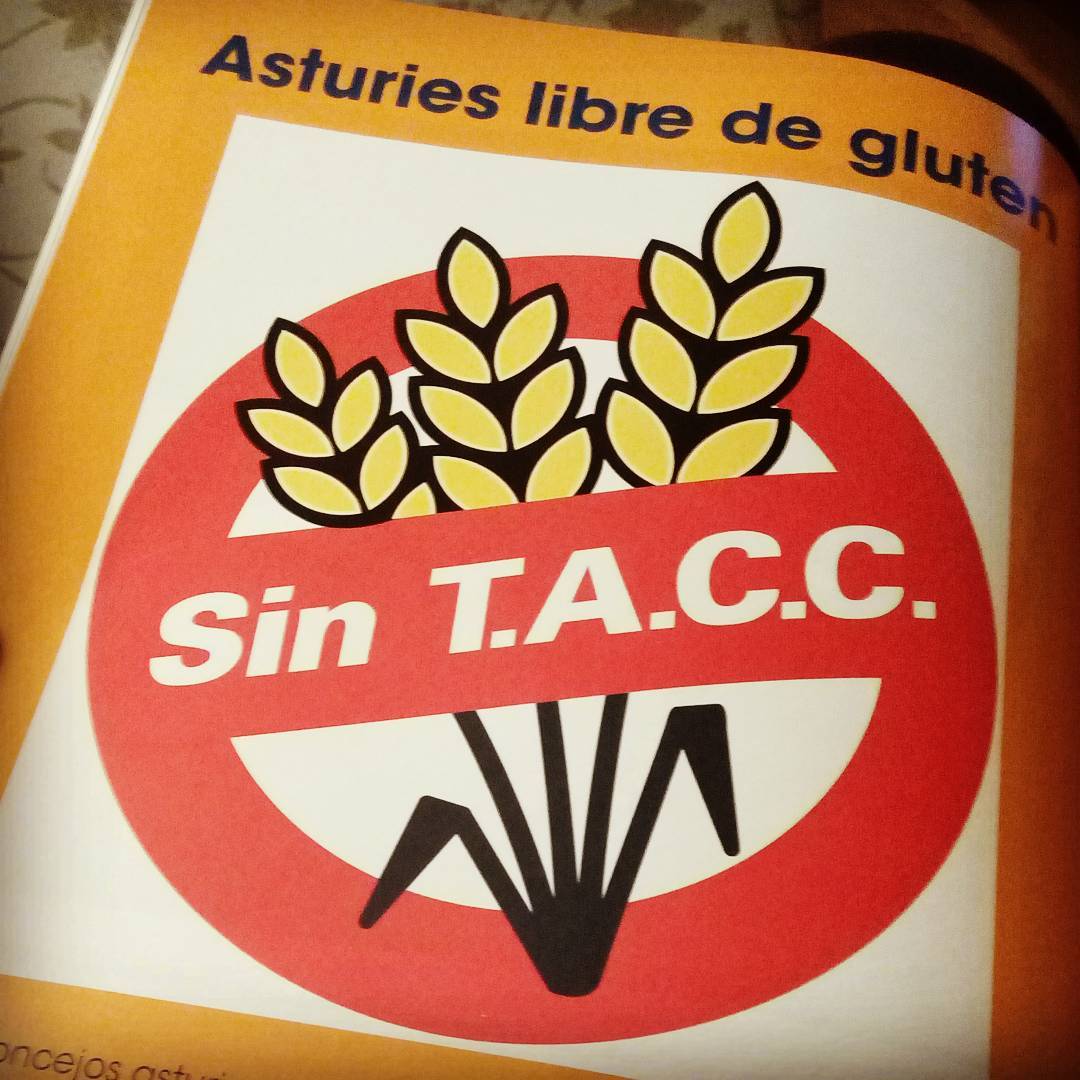 Asturies libre de gluten
Sin T.A.C.C.